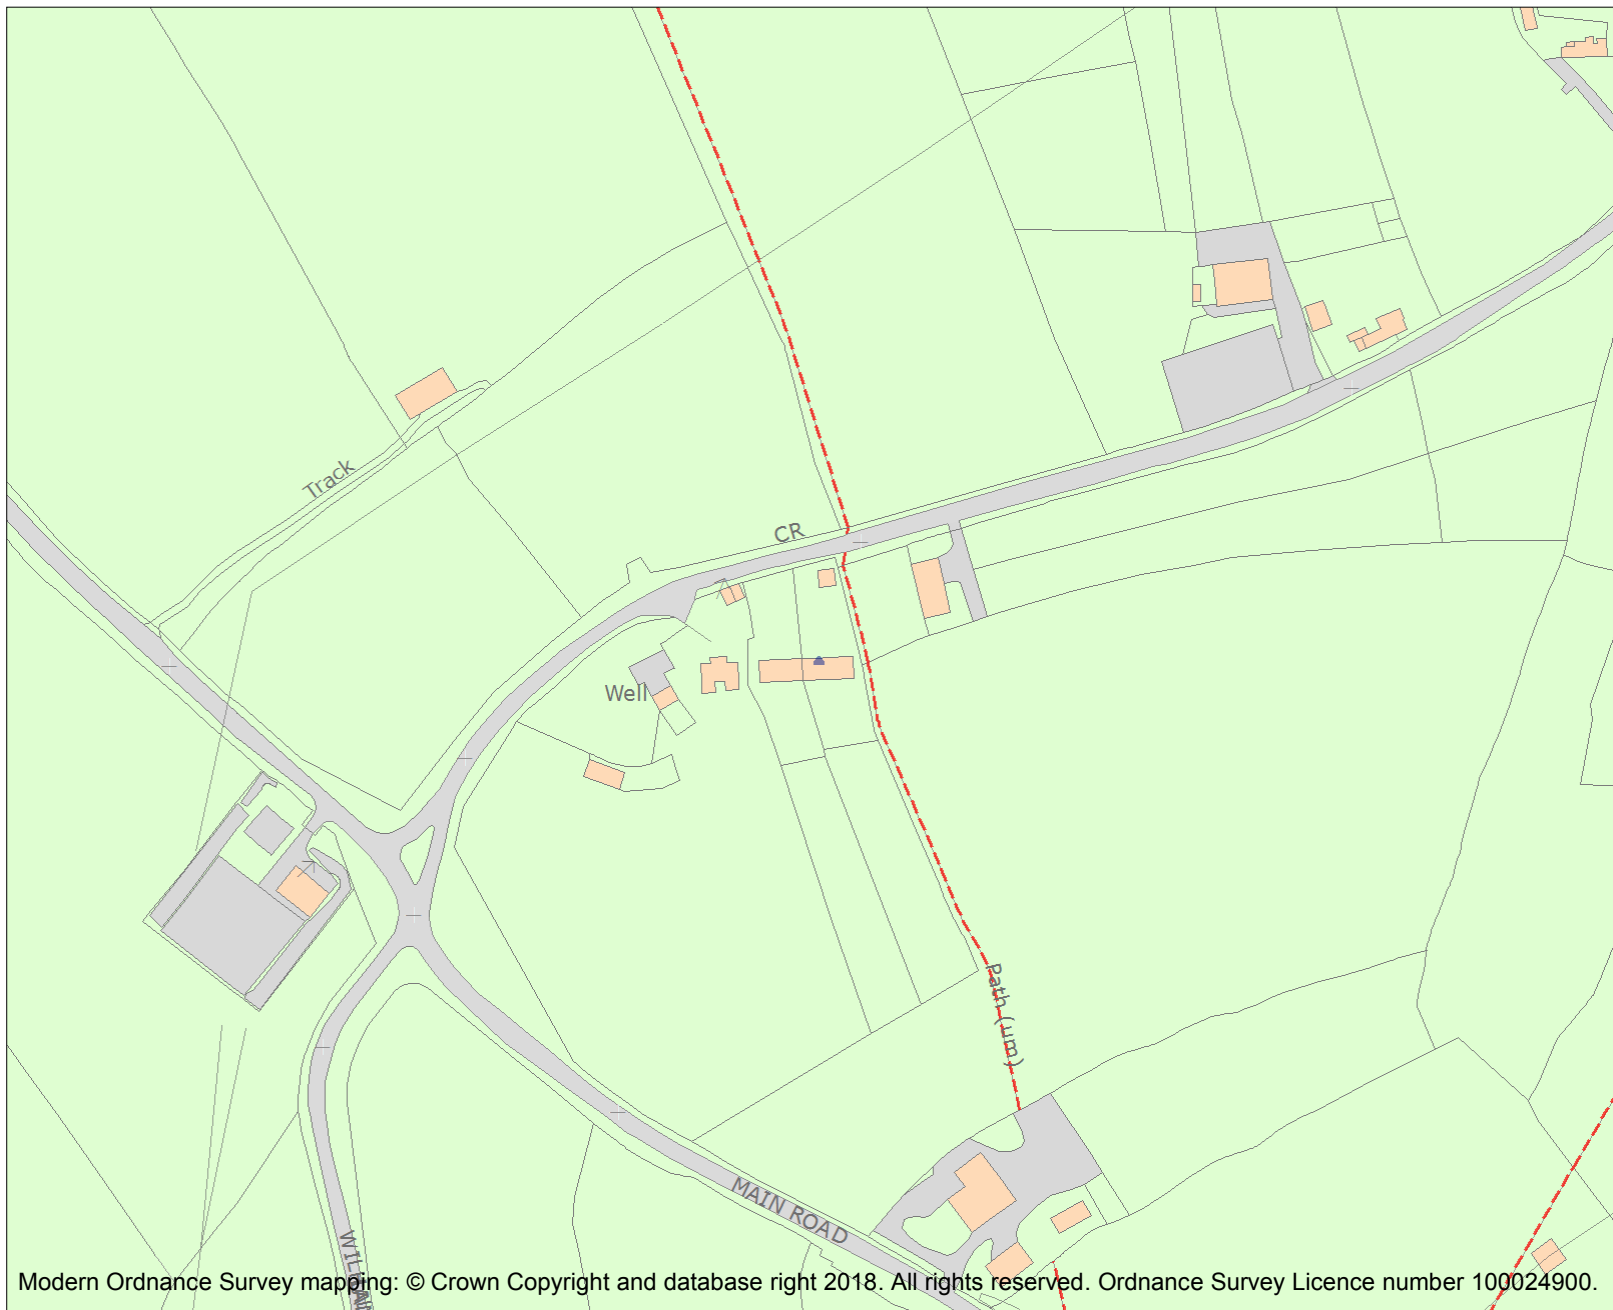 Track
CR
Well
Path (um)
MAIN ROAD
Modern Ordnance Survey mapping: © Crown Copyright and database right 2018. All rights reserved. Ordnance Survey Licence number 100024900.